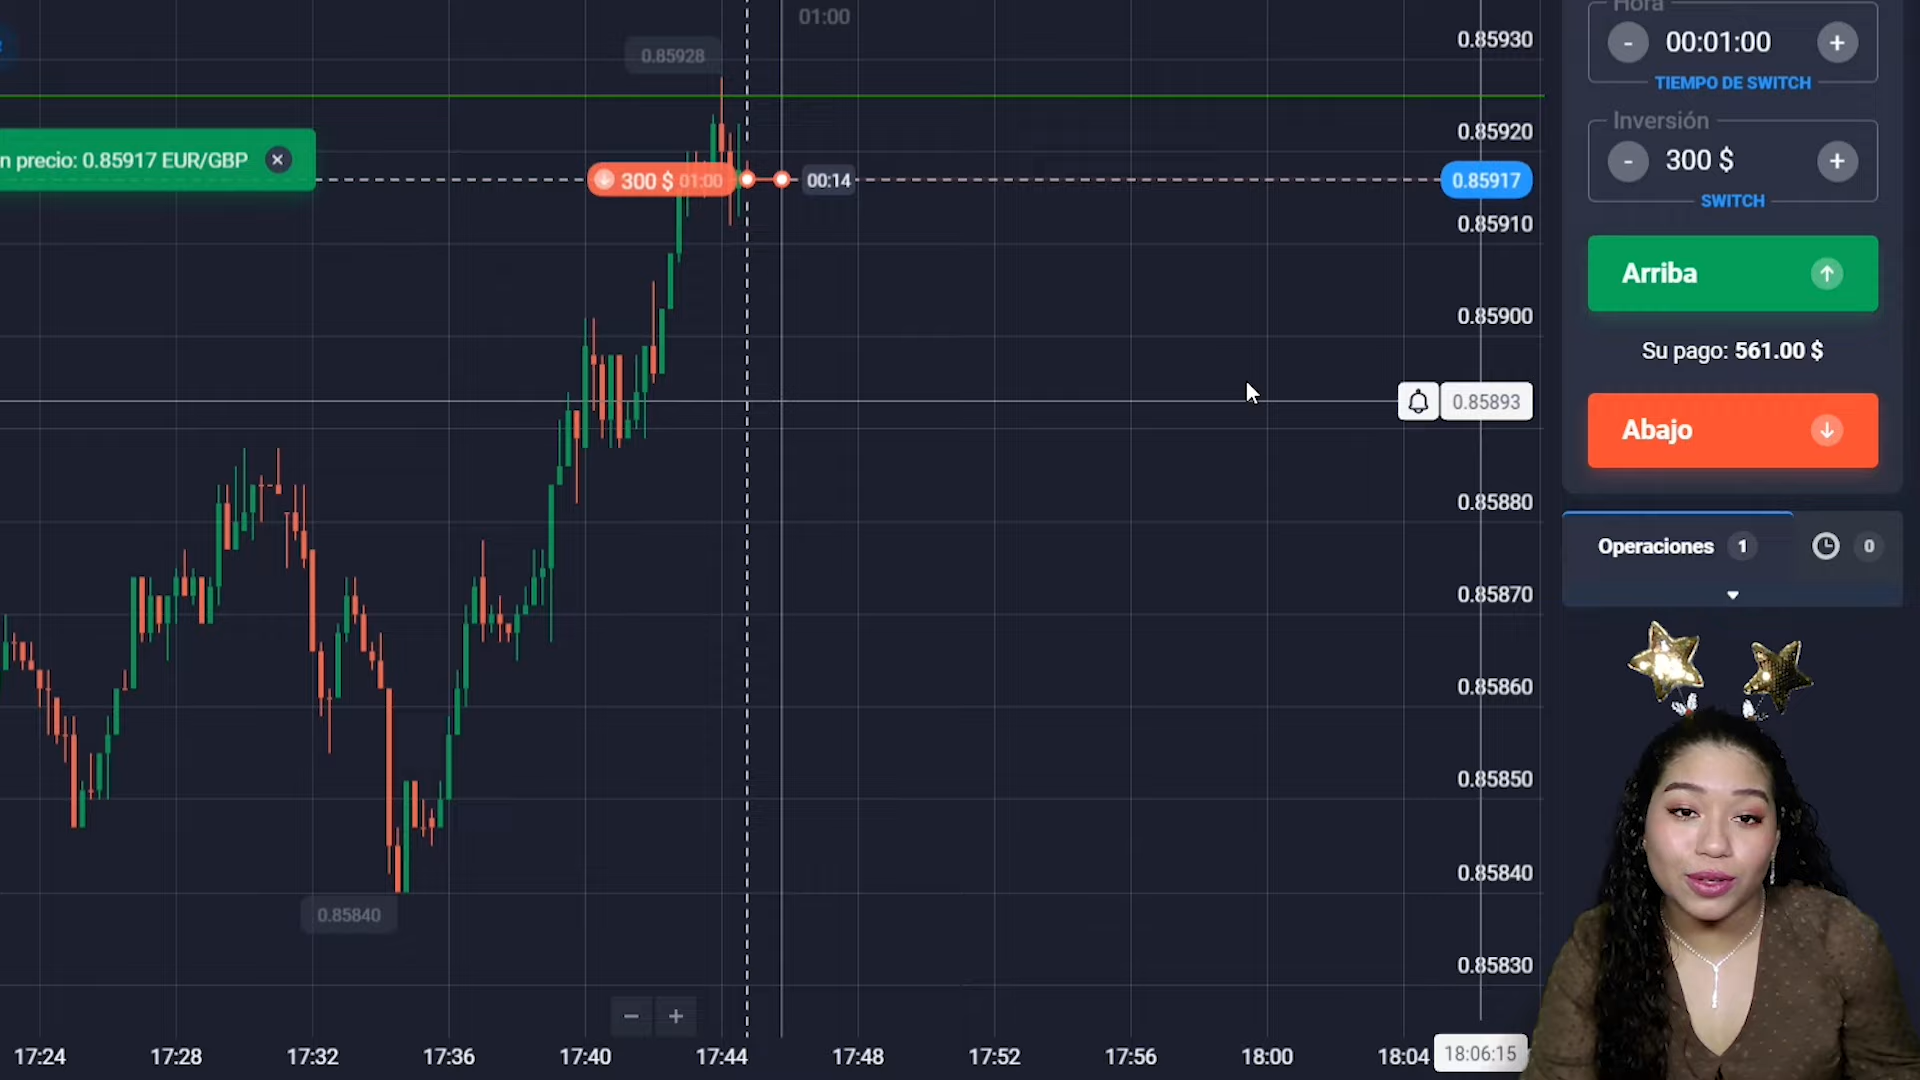 01:00
0.85928
n precio: 0.85917 EUR/GBP
300 $ 01:00
00:14
0.85930
0.85920
0.85917
0.85910
0.85900
0.85893
0.85880
0.85870
0.85860
0.85850
0.85840
0.85830
0.85840
17:24
17:28
17:32
17:36
17:40
17:44
17:48
17:52
17:56
18:00
18:04
18:06:15
Hora
- 00:01:00 +
TIEMPO DE SWITCH
Inversión
- 300 $ +
SWITCH
Arriba
Su pago: 561.00 $
Abajo
Operaciones 1
0